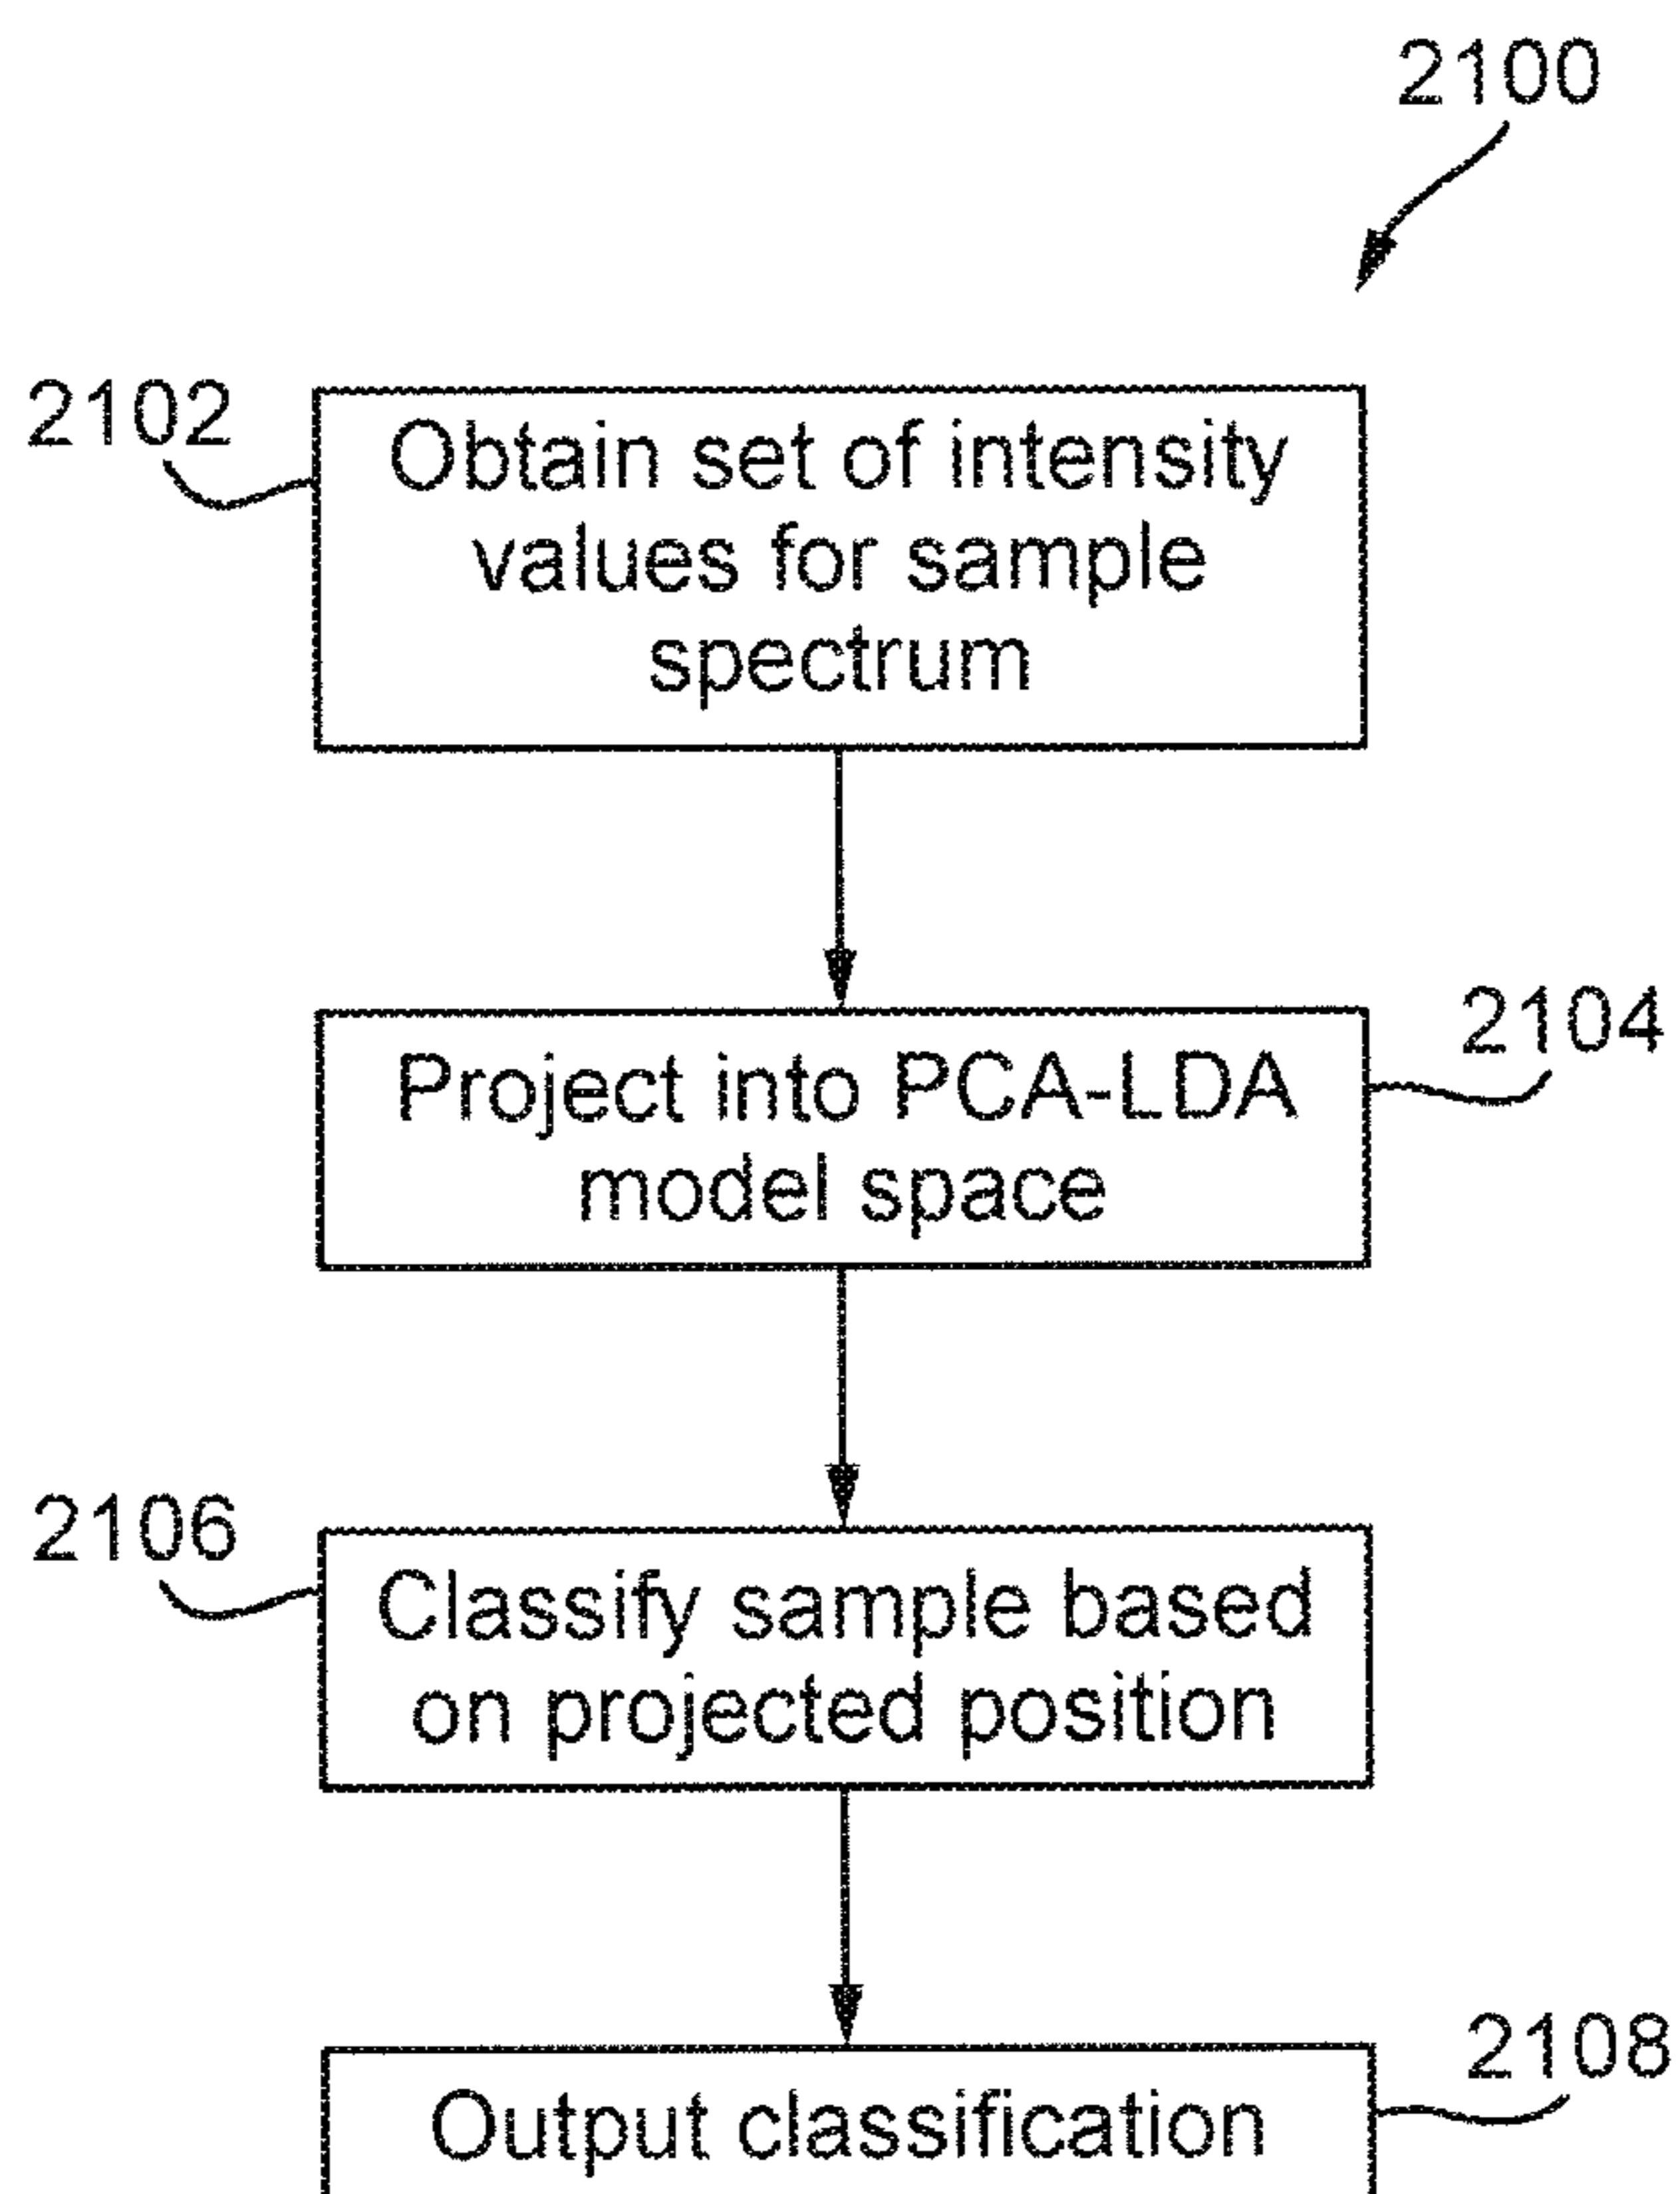 2100
2102
Obtain set of intensity
values for sample
spectrum
2104
Project into PCA-LDA
model space
2106
Classify sample based
on projected position
2108
Output classification